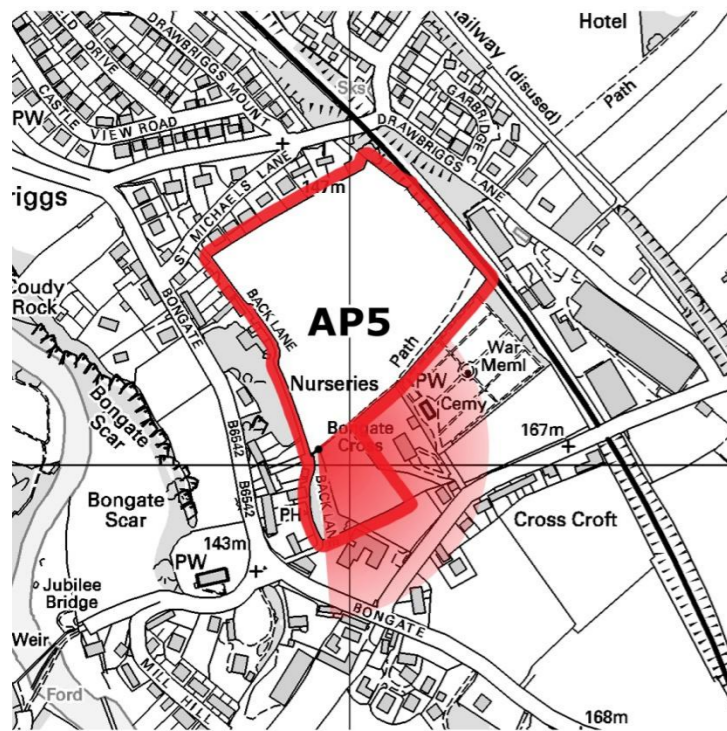 Hotel
Railway (disused)
Path
DRAWBRIGGS MOUNT
DRIVE
CASTLE
VIEW ROAD
PW
GARBRIDGE C
DRAWBRIGGS LANE
147m
ST MICHAELS LANE
riggs
Coudy
Rock
BONGATE
BACK LANE
AP5
Path
War
Meml
PW
Cemy
Nurseries
Bongate
Cross
Bongate
Scar
167m
B6542
B6542
BACK LANE
Bongate
Scar
PH
Cross Croft
143m
PW
Jubilee
Bridge
BONGATE
Weir
MILL HILL
Ford
168m